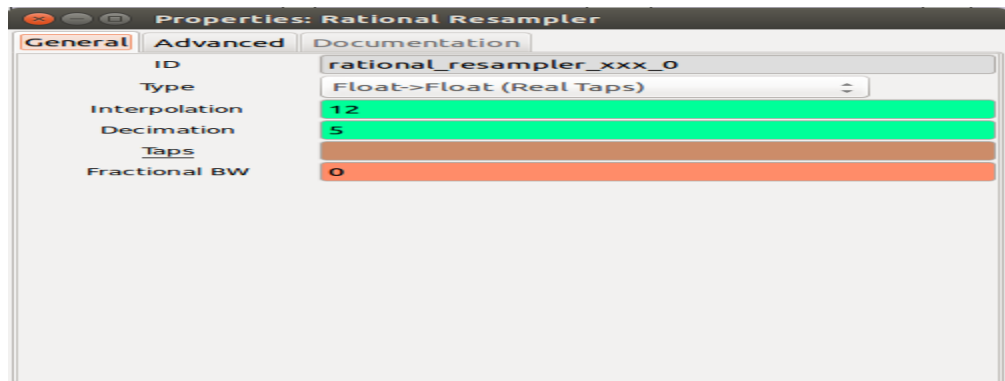 Properties: Rational Resampler
General Advanced Documentation
ID rational_resampler_xxx_0
Type Float->Float (Real Taps)
Interpolation 12
Decimation 5
Taps
Fractional BW 0